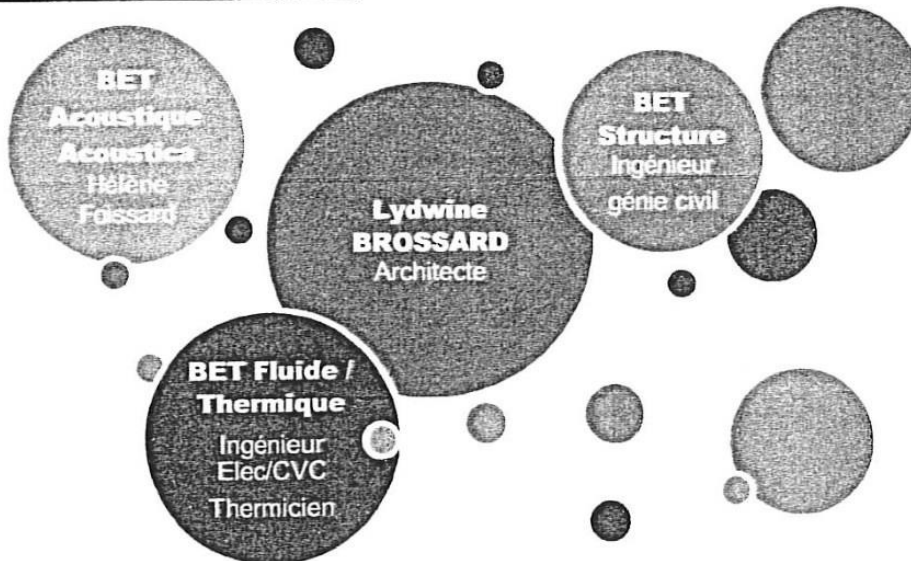 BET
Acoustique
Acoustica
Hélène
Foissard
Lydwine
BROSSARD
Architecte
BET
Structure
Ingénieur
génie civil
BET Fluide /
Thermique
Ingénieur
Elec/CVC
Thermicien